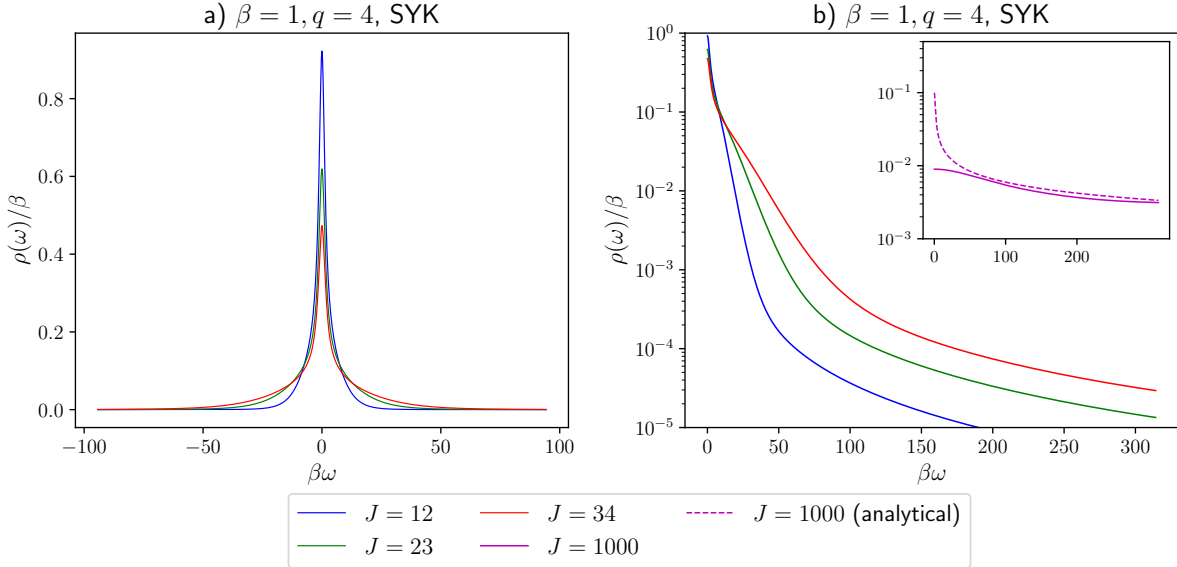 a) β = 1, q = 4, SYK
ρ(ω)/β
0.8
0.6
0.4
0.2
0.0
−100
−50
0
50
100
βω
b) β = 1, q = 4, SYK
ρ(ω)/β
10⁰
10⁻¹
10⁻²
10⁻³
10⁻⁴
10⁻⁵
0
50
100
150
200
250
300
βω
10⁻¹
10⁻²
10⁻³
0
100
200
J = 12
J = 23
J = 34
J = 1000
J = 1000 (analytical)